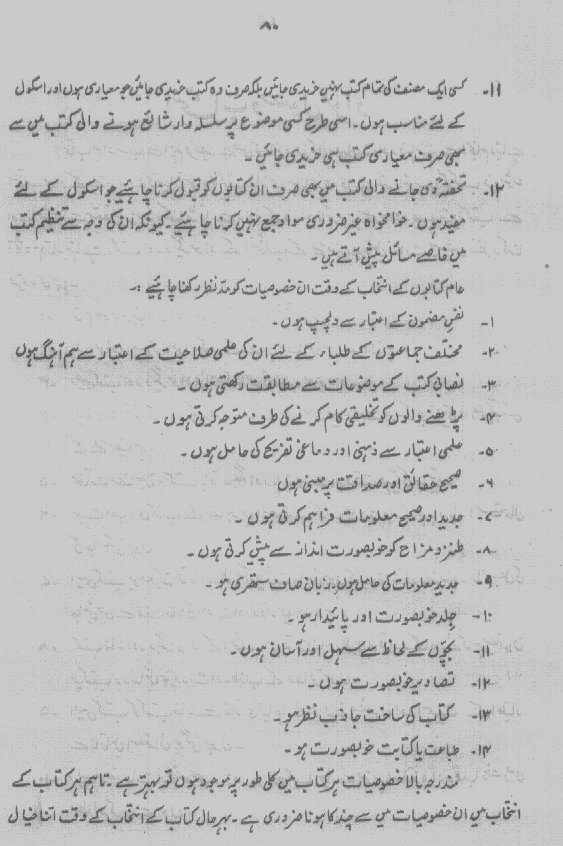 ۸۰
۱۱- کسی ایک مصنف کی تمام کتب نہیں خریدی جائیں بلکہ صرف وہ کتب خریدی جائیں جو معیاری ہوں اور اسکول
کے لئے مناسب ہوں۔ اسی طرح کسی موضوع پر سلسلہ وار شائع ہونے والی کتب میں سے
بھی صرف معیاری کتب ہی خریدی جائیں۔
۱۲- تحفتہً دی جانے والی کتب میں بھی صرف ان کتابوں کو قبول کرنا چاہئیے جو اسکول کے لئے
مفید ہوں۔ خوامخواہ غیر ضروری مواد جمع نہیں کرنا چاہئیے۔ کیونکہ ان کی وجہ سے تنظیم کتب
میں خاصے مسائل پیش آتے ہیں۔
عام کتابوں کے انتخاب کے وقت ان خصوصیات کو مدّ نظر رکھنا چاہئیے :-
۱- نفسِ مضمون کے اعتبار سے دلچسپ ہوں۔
۲- مختلف جماعتوں کے طلباء کے لئے ان کی علمی صلاحیت کے اعتبار سے ہم آہنگ ہوں
۳- نصابی کتب کے موضوعات سے مطابقت رکھتی ہوں۔
۴- پڑھنے والوں کو تخلیقی کام کرنے کی طرف متوجہ کرتی ہوں۔
۵- علمی اعتبار سے ذہنی اور دماغی تفریح کی حامل ہوں۔
۶- صحیح حقائق اور صداقت پر مبنی ہوں
۷- جدید اور صحیح معلومات فراہم کرتی ہوں۔
۸- طنز و مزاح کو خوبصورت انداز سے پیش کرتی ہوں۔
۹- جدید معلومات کی حامل ہوں۔ زبان صاف ستھری ہو۔
۱۰- جلد خوبصورت اور پائیدار ہو۔
۱۱- بچّوں کے لحاظ سے سہل اور آسان ہوں۔
۱۲- تصاویر خوبصورت ہوں۔
۱۳- کتاب کی ساخت جاذب نظر ہو۔
۱۴- طباعت یا کتابت خوبصورت ہو۔
مندرجہ بالا خصوصیات ہر کتاب میں کلی طور پر موجود ہوں تو بہتر ہے۔ تاہم ہر کتاب کے
انتخاب میں ان خصوصیات میں سے چند کا ہونا ضروری ہے۔ بہرحال کتاب کے انتخاب کے وقت اتنا خیال